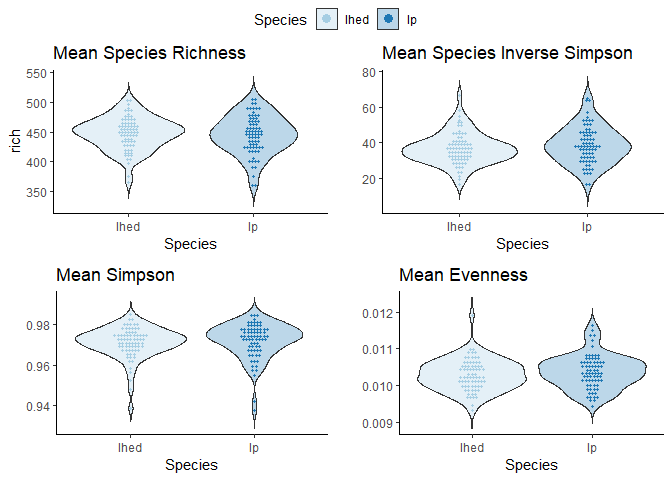 Species lhed lp
Mean Species Richness
550
500
450
400
350
rich
lhed lp
Species
Mean Species Inverse Simpson
80
60
40
20
lhed lp
Species
Mean Simpson
0.98
0.96
0.94
lhed lp
Species
Mean Evenness
0.012
0.011
0.010
0.009
lhed lp
Species